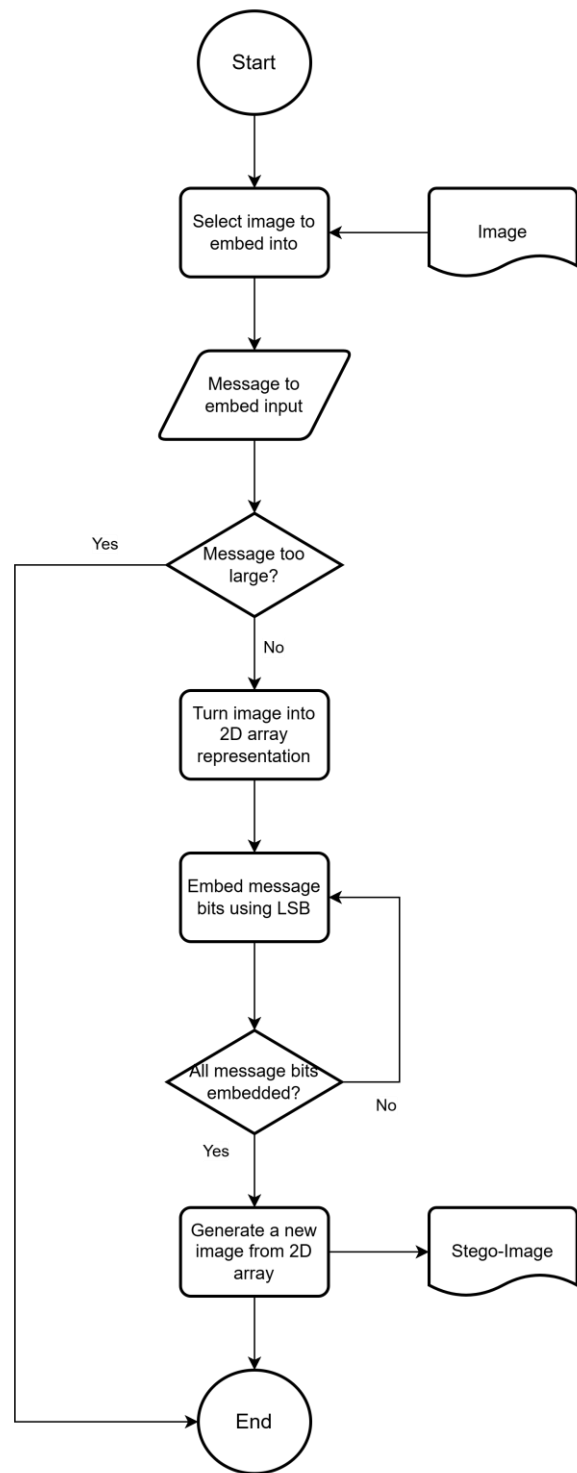 Start
Select image to
embed into
Image
Message to
embed input
Yes
Message too
large?
No
Turn image into
2D array
representation
Embed message
bits using LSB
All message bits
embedded?
No
Yes
Generate a new
image from 2D
array
Stego-Image
End